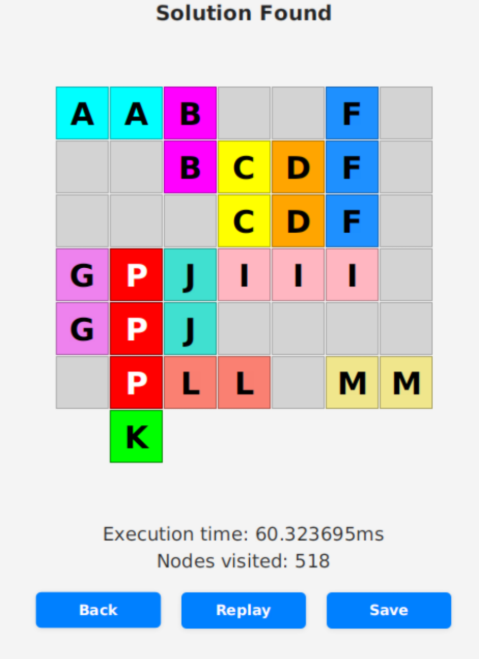 Solution Found
A A B F
B C D F
C D F
G P J I I I
G P J
P L L M M
K
Execution time: 60.323695ms
Nodes visited: 518
Back Replay Save